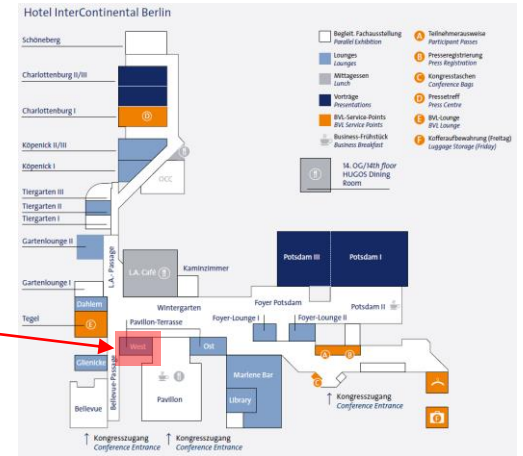 Hotel InterContinental Berlin
Schöneberg
Charlottenburg II/III
Charlottenburg I
D
Köpenick II/III
Köpenick I
OCC
Tiergarten III
Tiergarten II
Tiergarten I
Gartenlounge II
L.A.-Passage
L.A. Café
Kaminzimmer
Gartenlounge I
Dahlem
Wintergarten
Tegel
E
Pavillon-Terrasse
West
Ost
Glienicke
Bellevue-Passage
Bellevue
Pavillon
Marlene Bar
Library
Foyer Potsdam
Foyer-Lounge I
Foyer-Lounge II
Potsdam III
Potsdam I
Potsdam II
A
B
C
F
Kongresszugang
Conference Entrance
Kongresszugang
Conference Entrance
Kongresszugang
Conference Entrance
Begleit. Fachausstellung
Parallel Exhibition
Lounges
Lounges
Mittagessen
Lunch
Vorträge
Presentations
BVL-Service-Points
BVL Service Points
Business-Frühstück
Business Breakfast
A Teilnehmerausweise
Participant Passes
B Presseregistrierung
Press Registration
C Kongresstaschen
Conference Bags
D Pressetreff
Press Centre
E BVL-Lounge
BVL Lounge
F Kofferaufbewahrung (Freitag)
Luggage Storage (Friday)
14. OG/14th floor
HUGOS Dining
Room